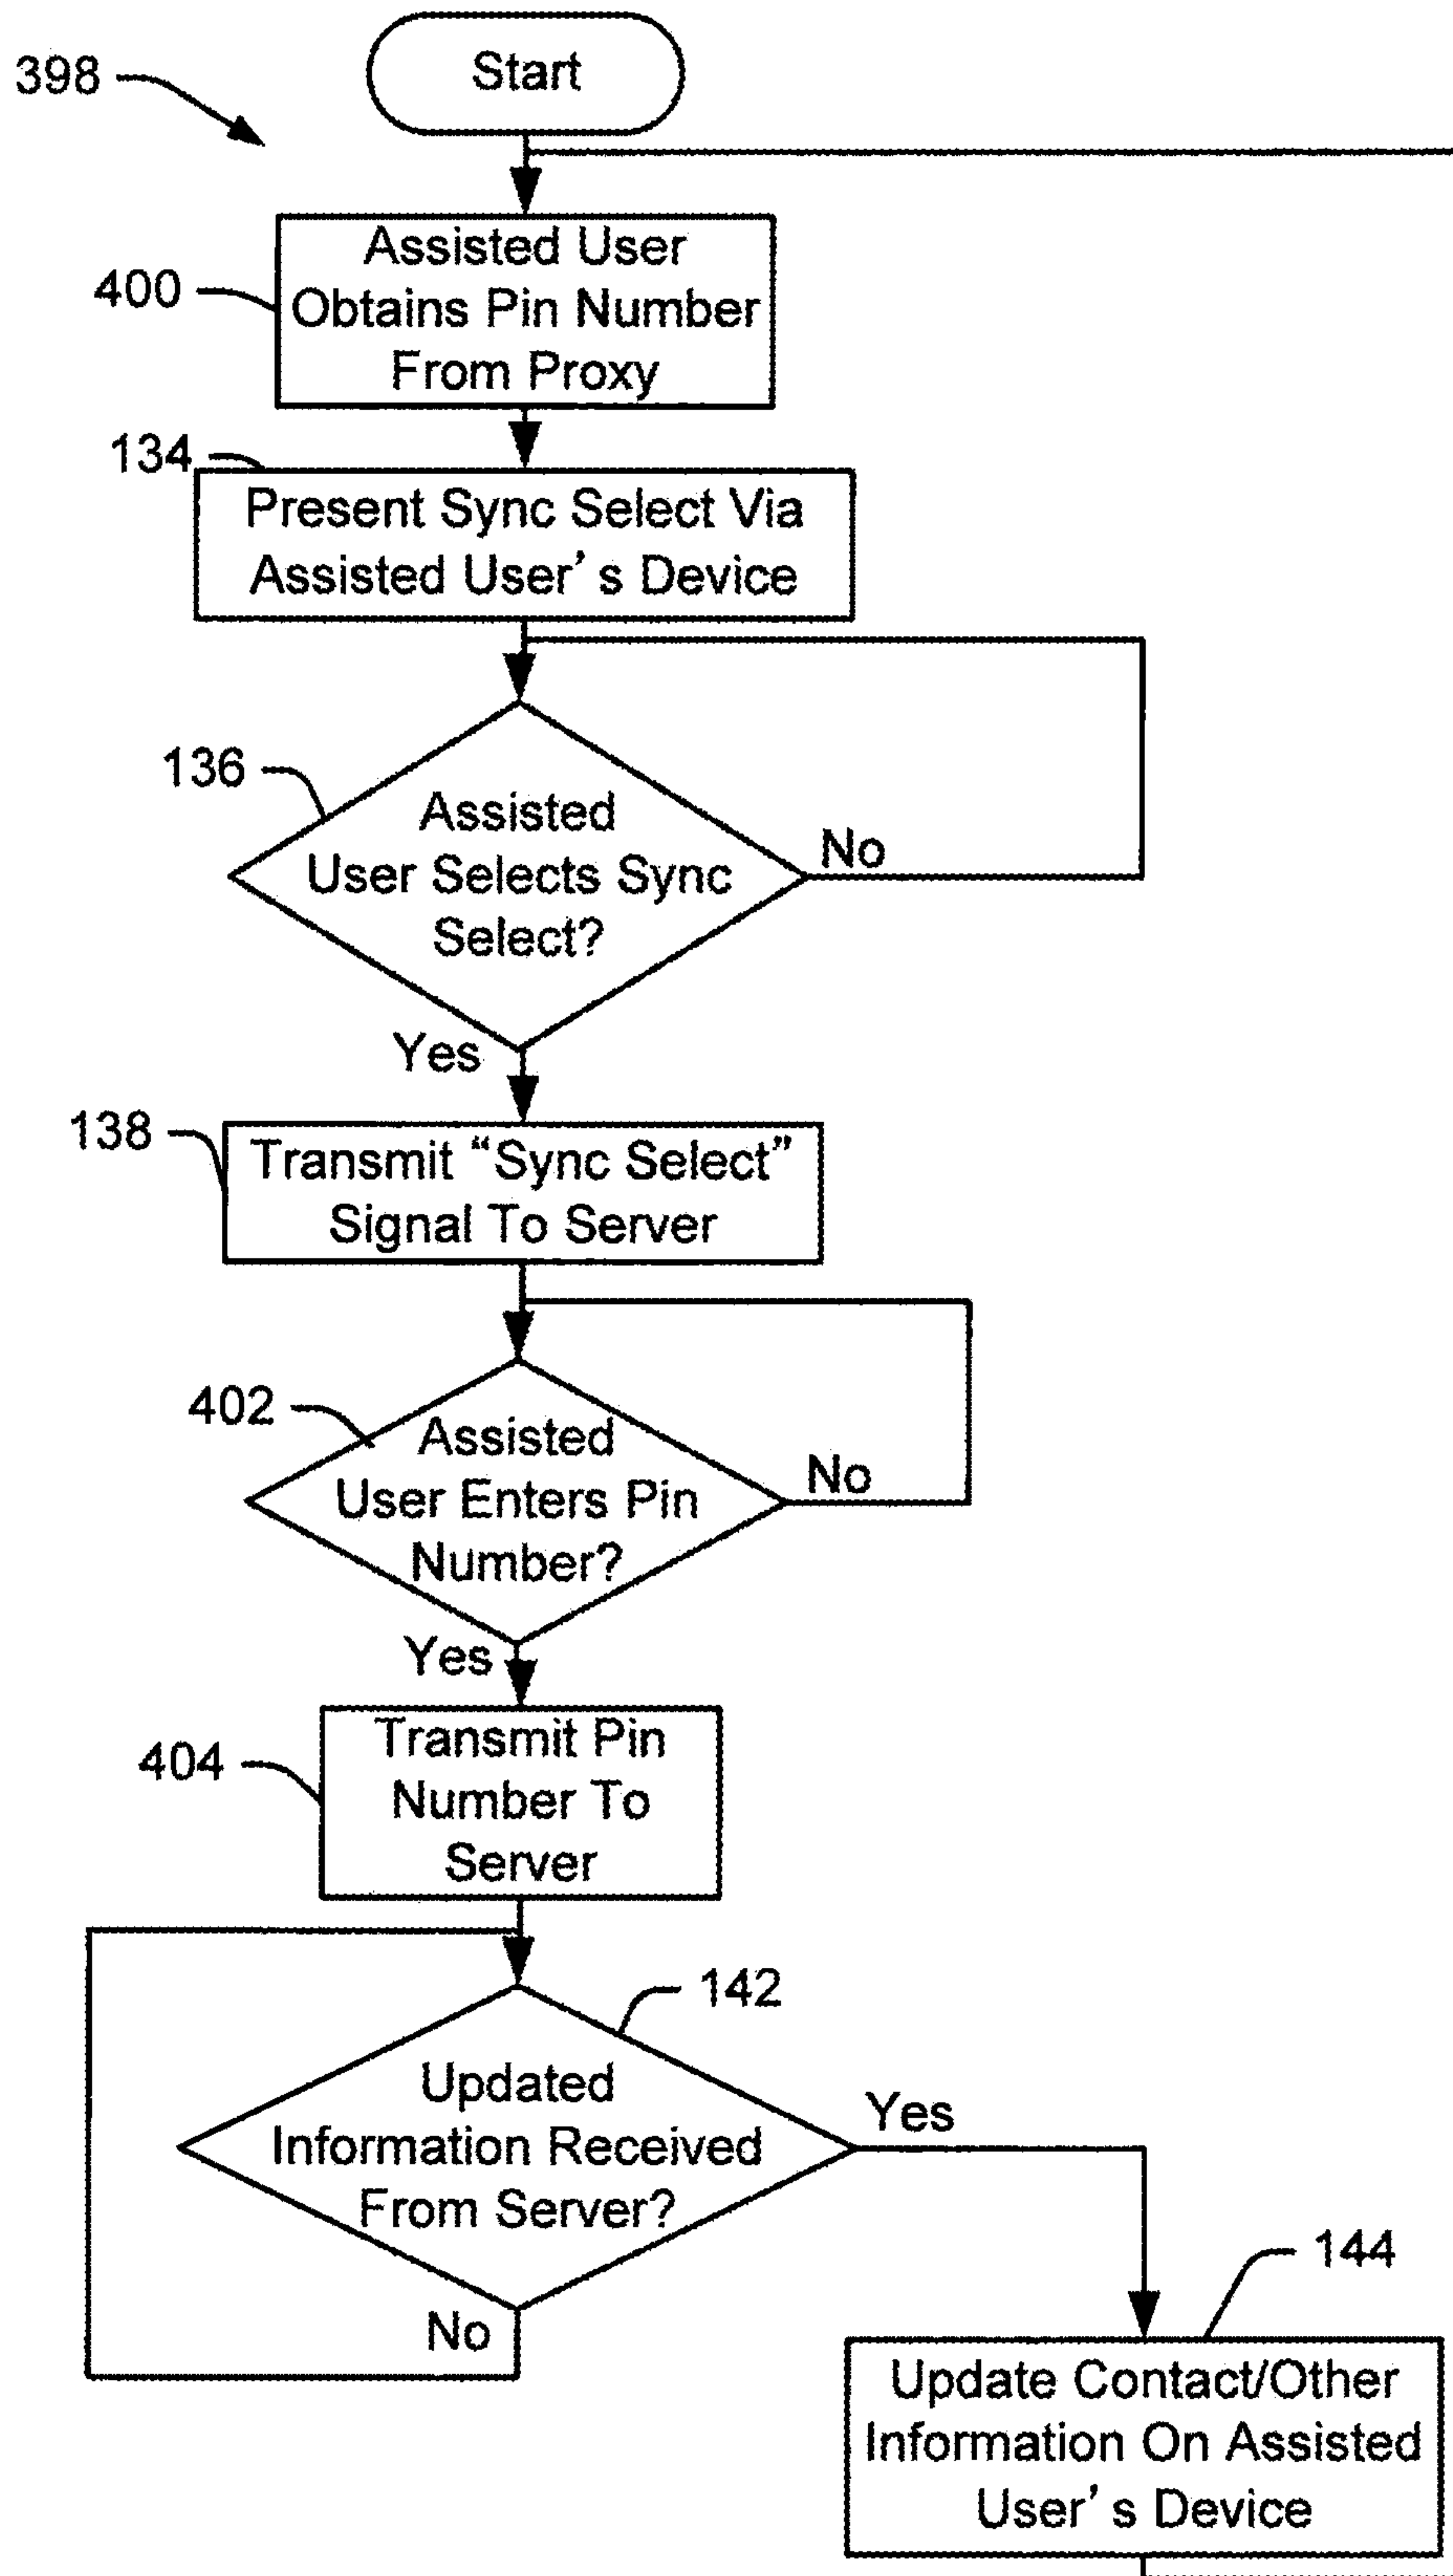 398
Start
400
Assisted User
Obtains Pin Number
From Proxy
134
Present Sync Select Via
Assisted User's Device
136
Assisted
User Selects Sync
Select?
No
Yes
138
Transmit “Sync Select”
Signal To Server
402
Assisted
User Enters Pin
Number?
No
Yes
404
Transmit Pin
Number To
Server
142
Updated
Information Received
From Server?
Yes
No
144
Update Contact/Other
Information On Assisted
User's Device